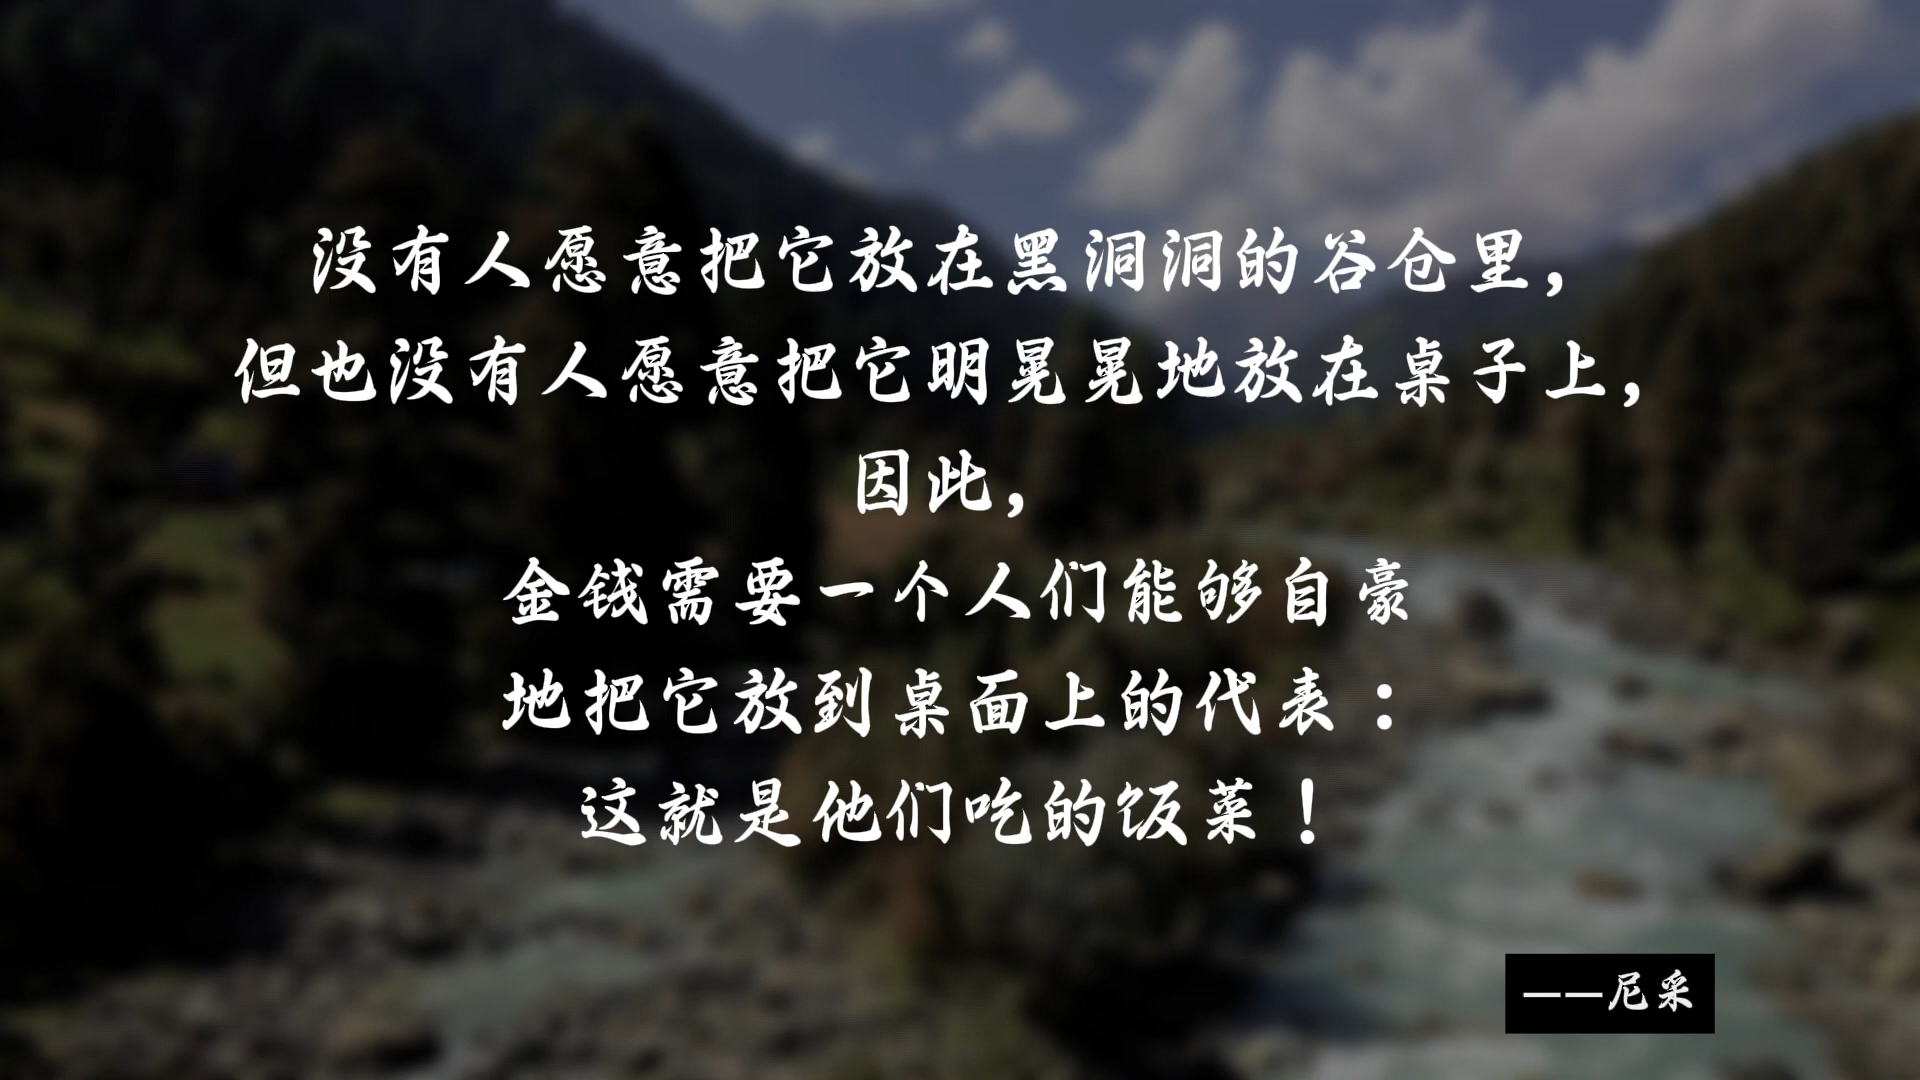 没有人愿意把它放在黑洞洞的谷仓里，
但也没有人愿意把它明晃晃地放在桌子上，
因此，
金钱需要一个人们能够自豪
地把它放到桌面上的代表：
这就是他们吃的饭菜！
——尼采